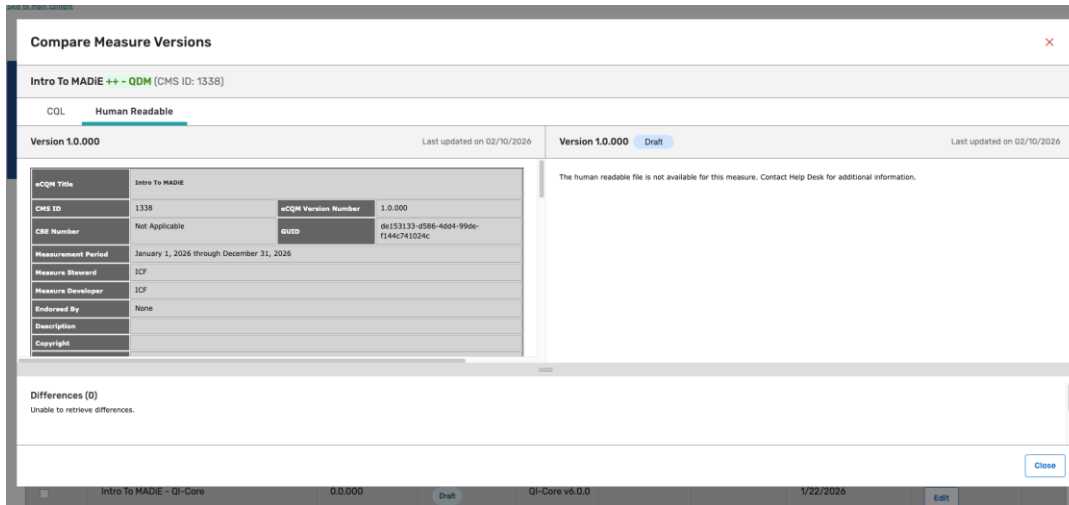 Skip to main content
Compare Measure Versions
Intro To MADiE ++ - QDM (CMS ID: 1338)
CQL Human Readable
Version 1.0.000 Last updated on 02/10/2026
Version 1.0.000 Draft Last updated on 02/10/2026
eCQM Title Intro To MADiE
CMS ID 1338 eCQM Version Number 1.0.000
CBE Number Not Applicable GUID de153133-d586-4dd4-99de-
f144c741024c
Measurement Period January 1, 2026 through December 31, 2026
Measure Steward ICF
Measure Developer ICF
Endorsed By None
Description
Copyright
The human readable file is not available for this measure. Contact Help Desk for additional information.
Differences (0)
Unable to retrieve differences.
Close
Intro To MADiE - QI-Core 0.0.000 Draft QI-Core v6.0.0 1/22/2026 Edit